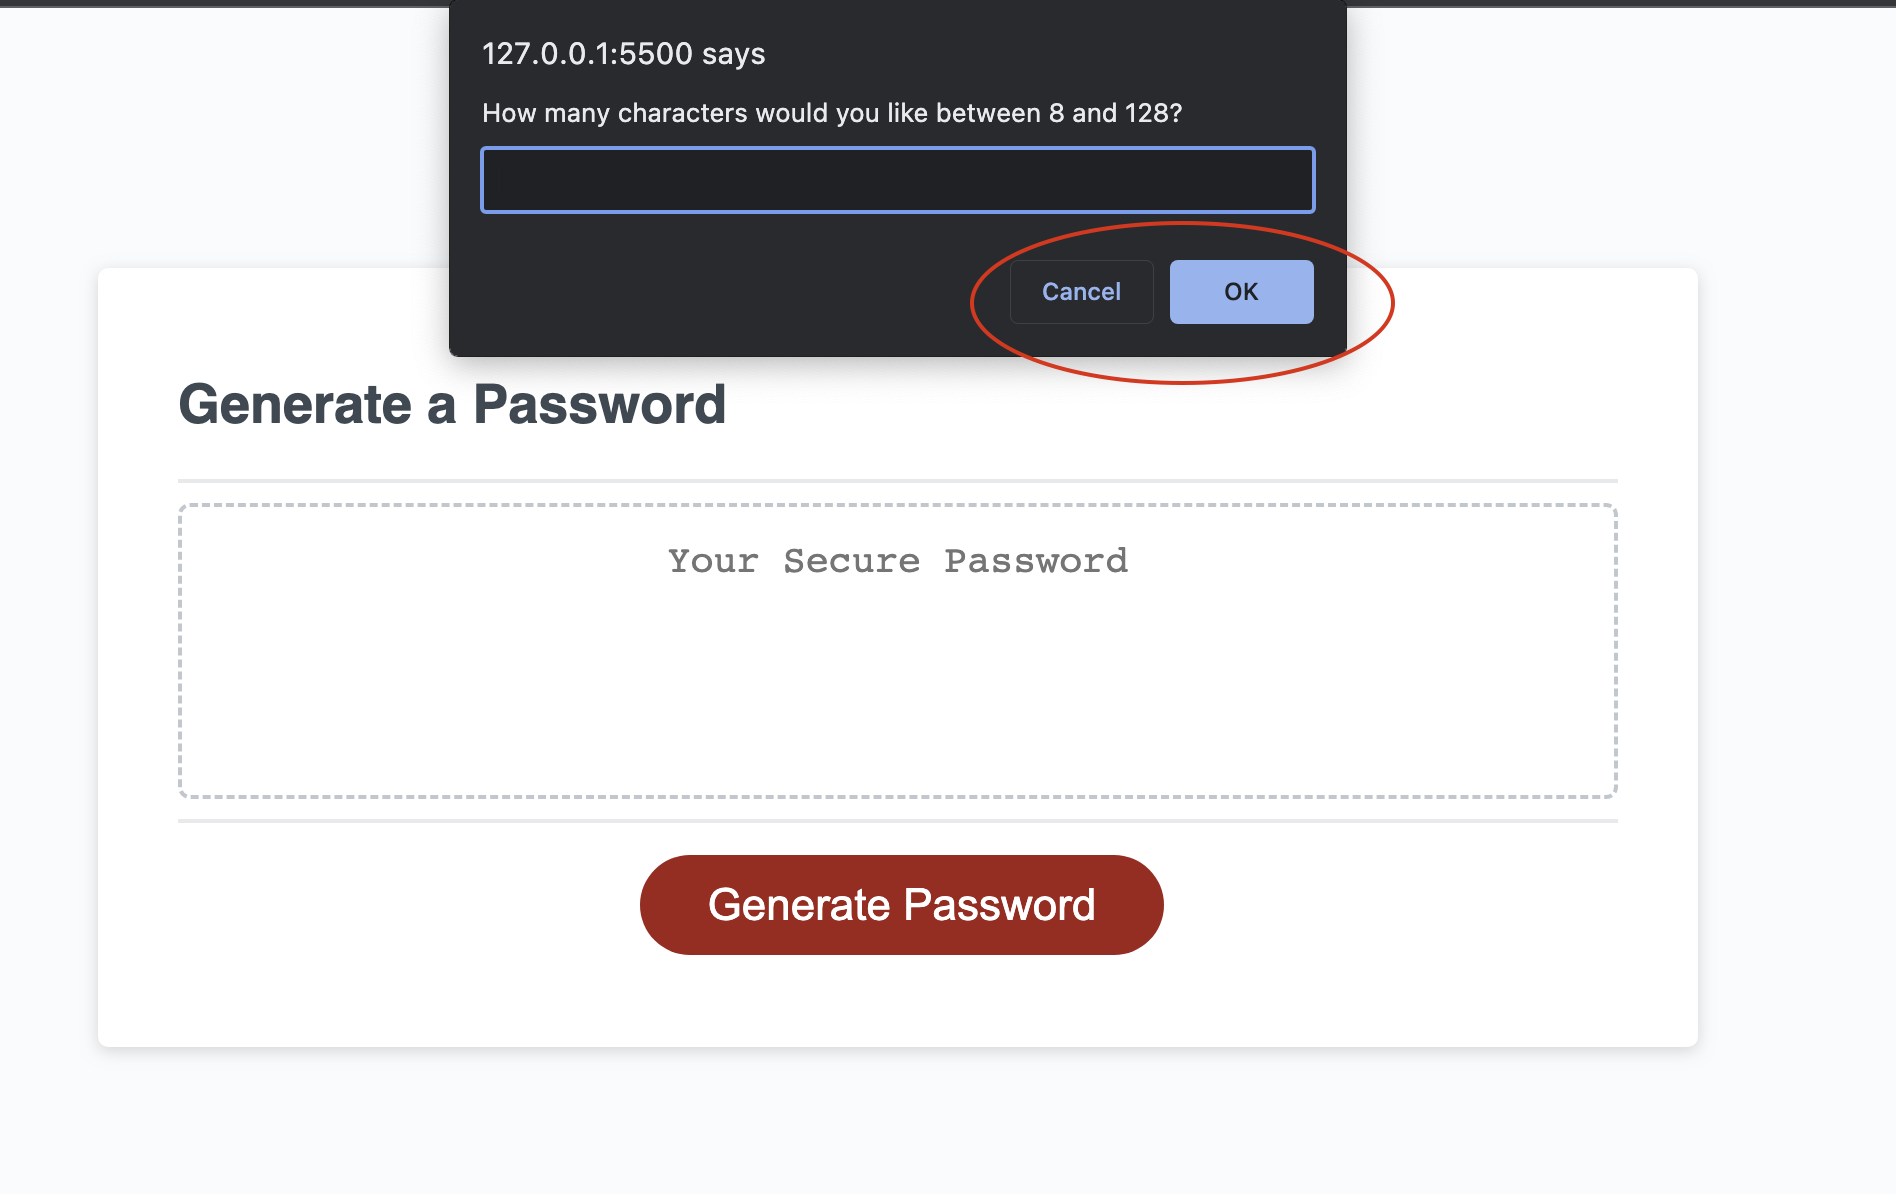 127.0.0.1:5500 says
How many characters would you like between 8 and 128?
Cancel OK
Generate a Password
Your Secure Password
Generate Password